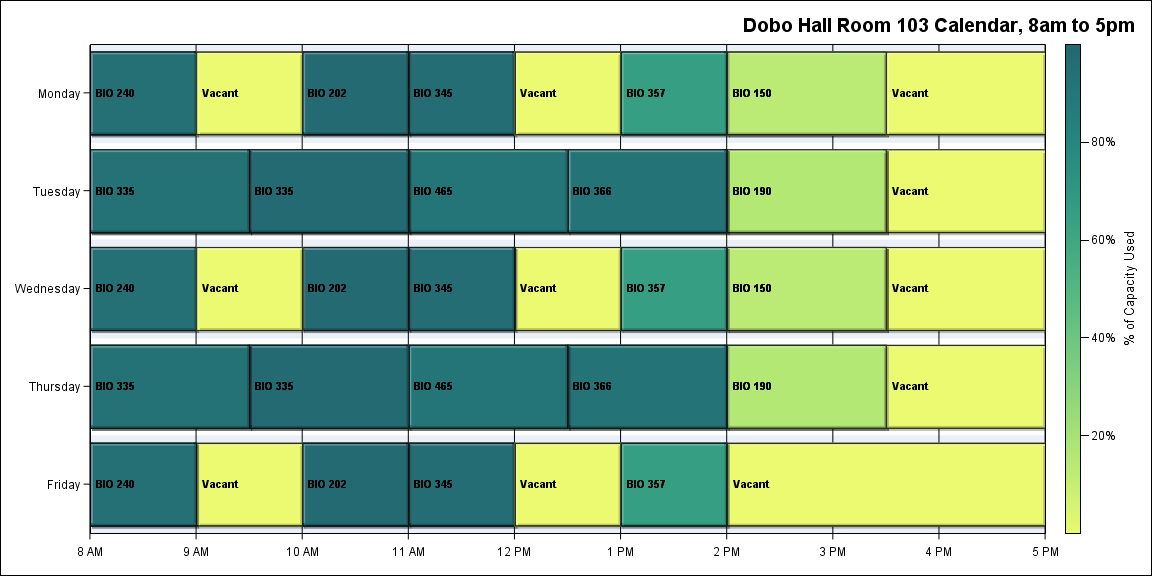 Dobo Hall Room 103 Calendar, 8am to 5pm
Monday
BIO 240
Vacant
BIO 202
BIO 345
Vacant
BIO 357
BIO 150
Vacant
Tuesday
BIO 335
BIO 335
BIO 465
BIO 366
BIO 190
Vacant
Wednesday
BIO 240
Vacant
BIO 202
BIO 345
Vacant
BIO 357
BIO 150
Vacant
Thursday
BIO 335
BIO 335
BIO 465
BIO 366
BIO 190
Vacant
Friday
BIO 240
Vacant
BIO 202
BIO 345
Vacant
BIO 357
Vacant
8 AM
9 AM
10 AM
11 AM
12 PM
1 PM
2 PM
3 PM
4 PM
5 PM
80%
60%
40%
20%
% of Capacity Used